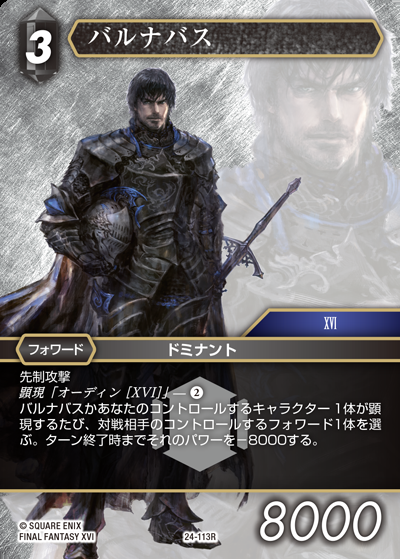 3
バルナバス
XVI
フォワード
ドミナント
先制攻撃
顕現「オーディン [XVI]」― 2
バルナバスかあなたのコントロールするキャラクター 1体が顕
現するたび、対戦相手のコントロールするフォワード1体を選
ぶ。ターン終了時までそれのパワーを−8000する。
© SQUARE ENIX
FINAL FANTASY XVI
24-113R
8000